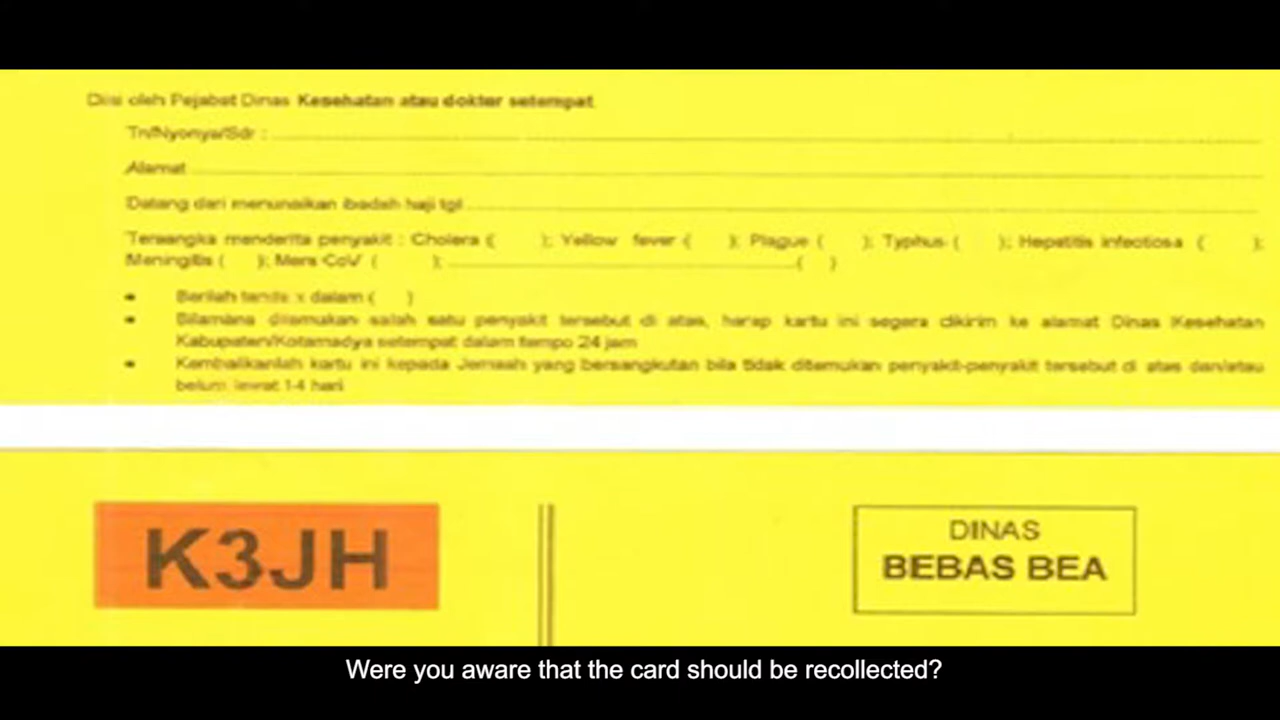 Diisi oleh Pejabat Dinas Kesehatan atau dokter setempat
Tn/Nyonya/Sdr :
Alamat
Datang dari menunaikan ibadah haji tgl
Tersangka menderita penyakit : Cholera ( ); Yellow fever ( ); Plague ( ); Typhus ( ); Hepatitis infectiosa ( );
Meningitis ( ); Mers CoV ( ); ( )
• Berilah tanda x dalam ( )
• Bilamana ditemukan salah satu penyakit tersebut di atas, harap kartu ini segera dikirim ke alamat Dinas Kesehatan
Kabupaten/Kotamadya setempat dalam tempo 24 jam
• Kembalikanlah kartu ini kepada Jemaah yang bersangkutan bila tidak ditemukan penyakit-penyakit tersebut di atas dan/atau
belum lewat 14 hari
K3JH
DINAS
BEBAS BEA
Were you aware that the card should be recollected?